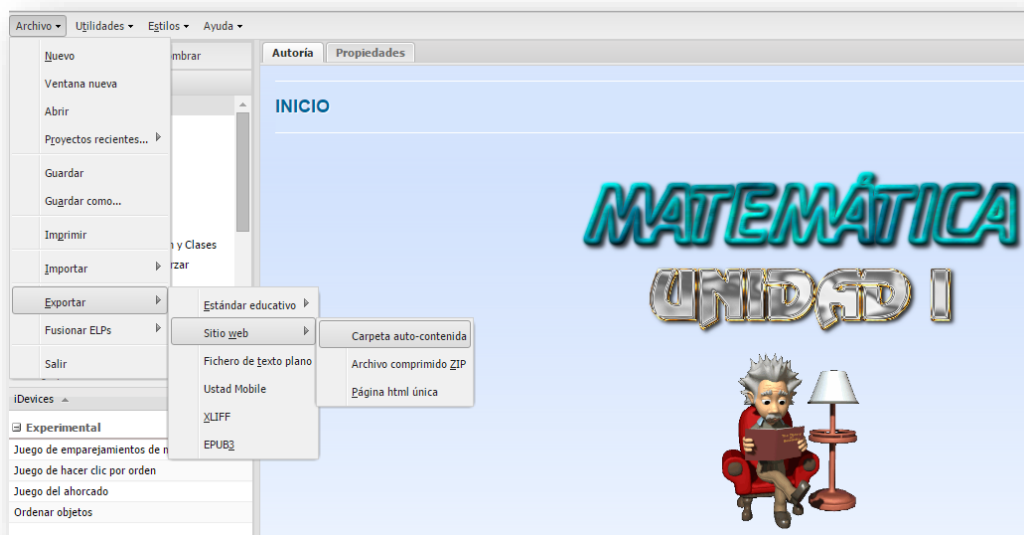 Archivo Utilidades Estilos Ayuda
Nuevo
Ventana nueva
Abrir
Proyectos recientes...
Guardar
Guardar como...
Imprimir
Importar
Exportar
Fusionar ELPs
Salir
mbrar
n y Clases
rzar
Estándar educativo
Sitio web
Fichero de texto plano
Ustad Mobile
XLIFF
EPUB3
Carpeta auto-contenida
Archivo comprimido ZIP
Página html única
iDevices
Experimental
Juego de emparejamientos de m
Juego de hacer clic por orden
Juego del ahorcado
Ordenar objetos
Autoría Propiedades
INICIO
MATEMÁTICA
UNIDAD I